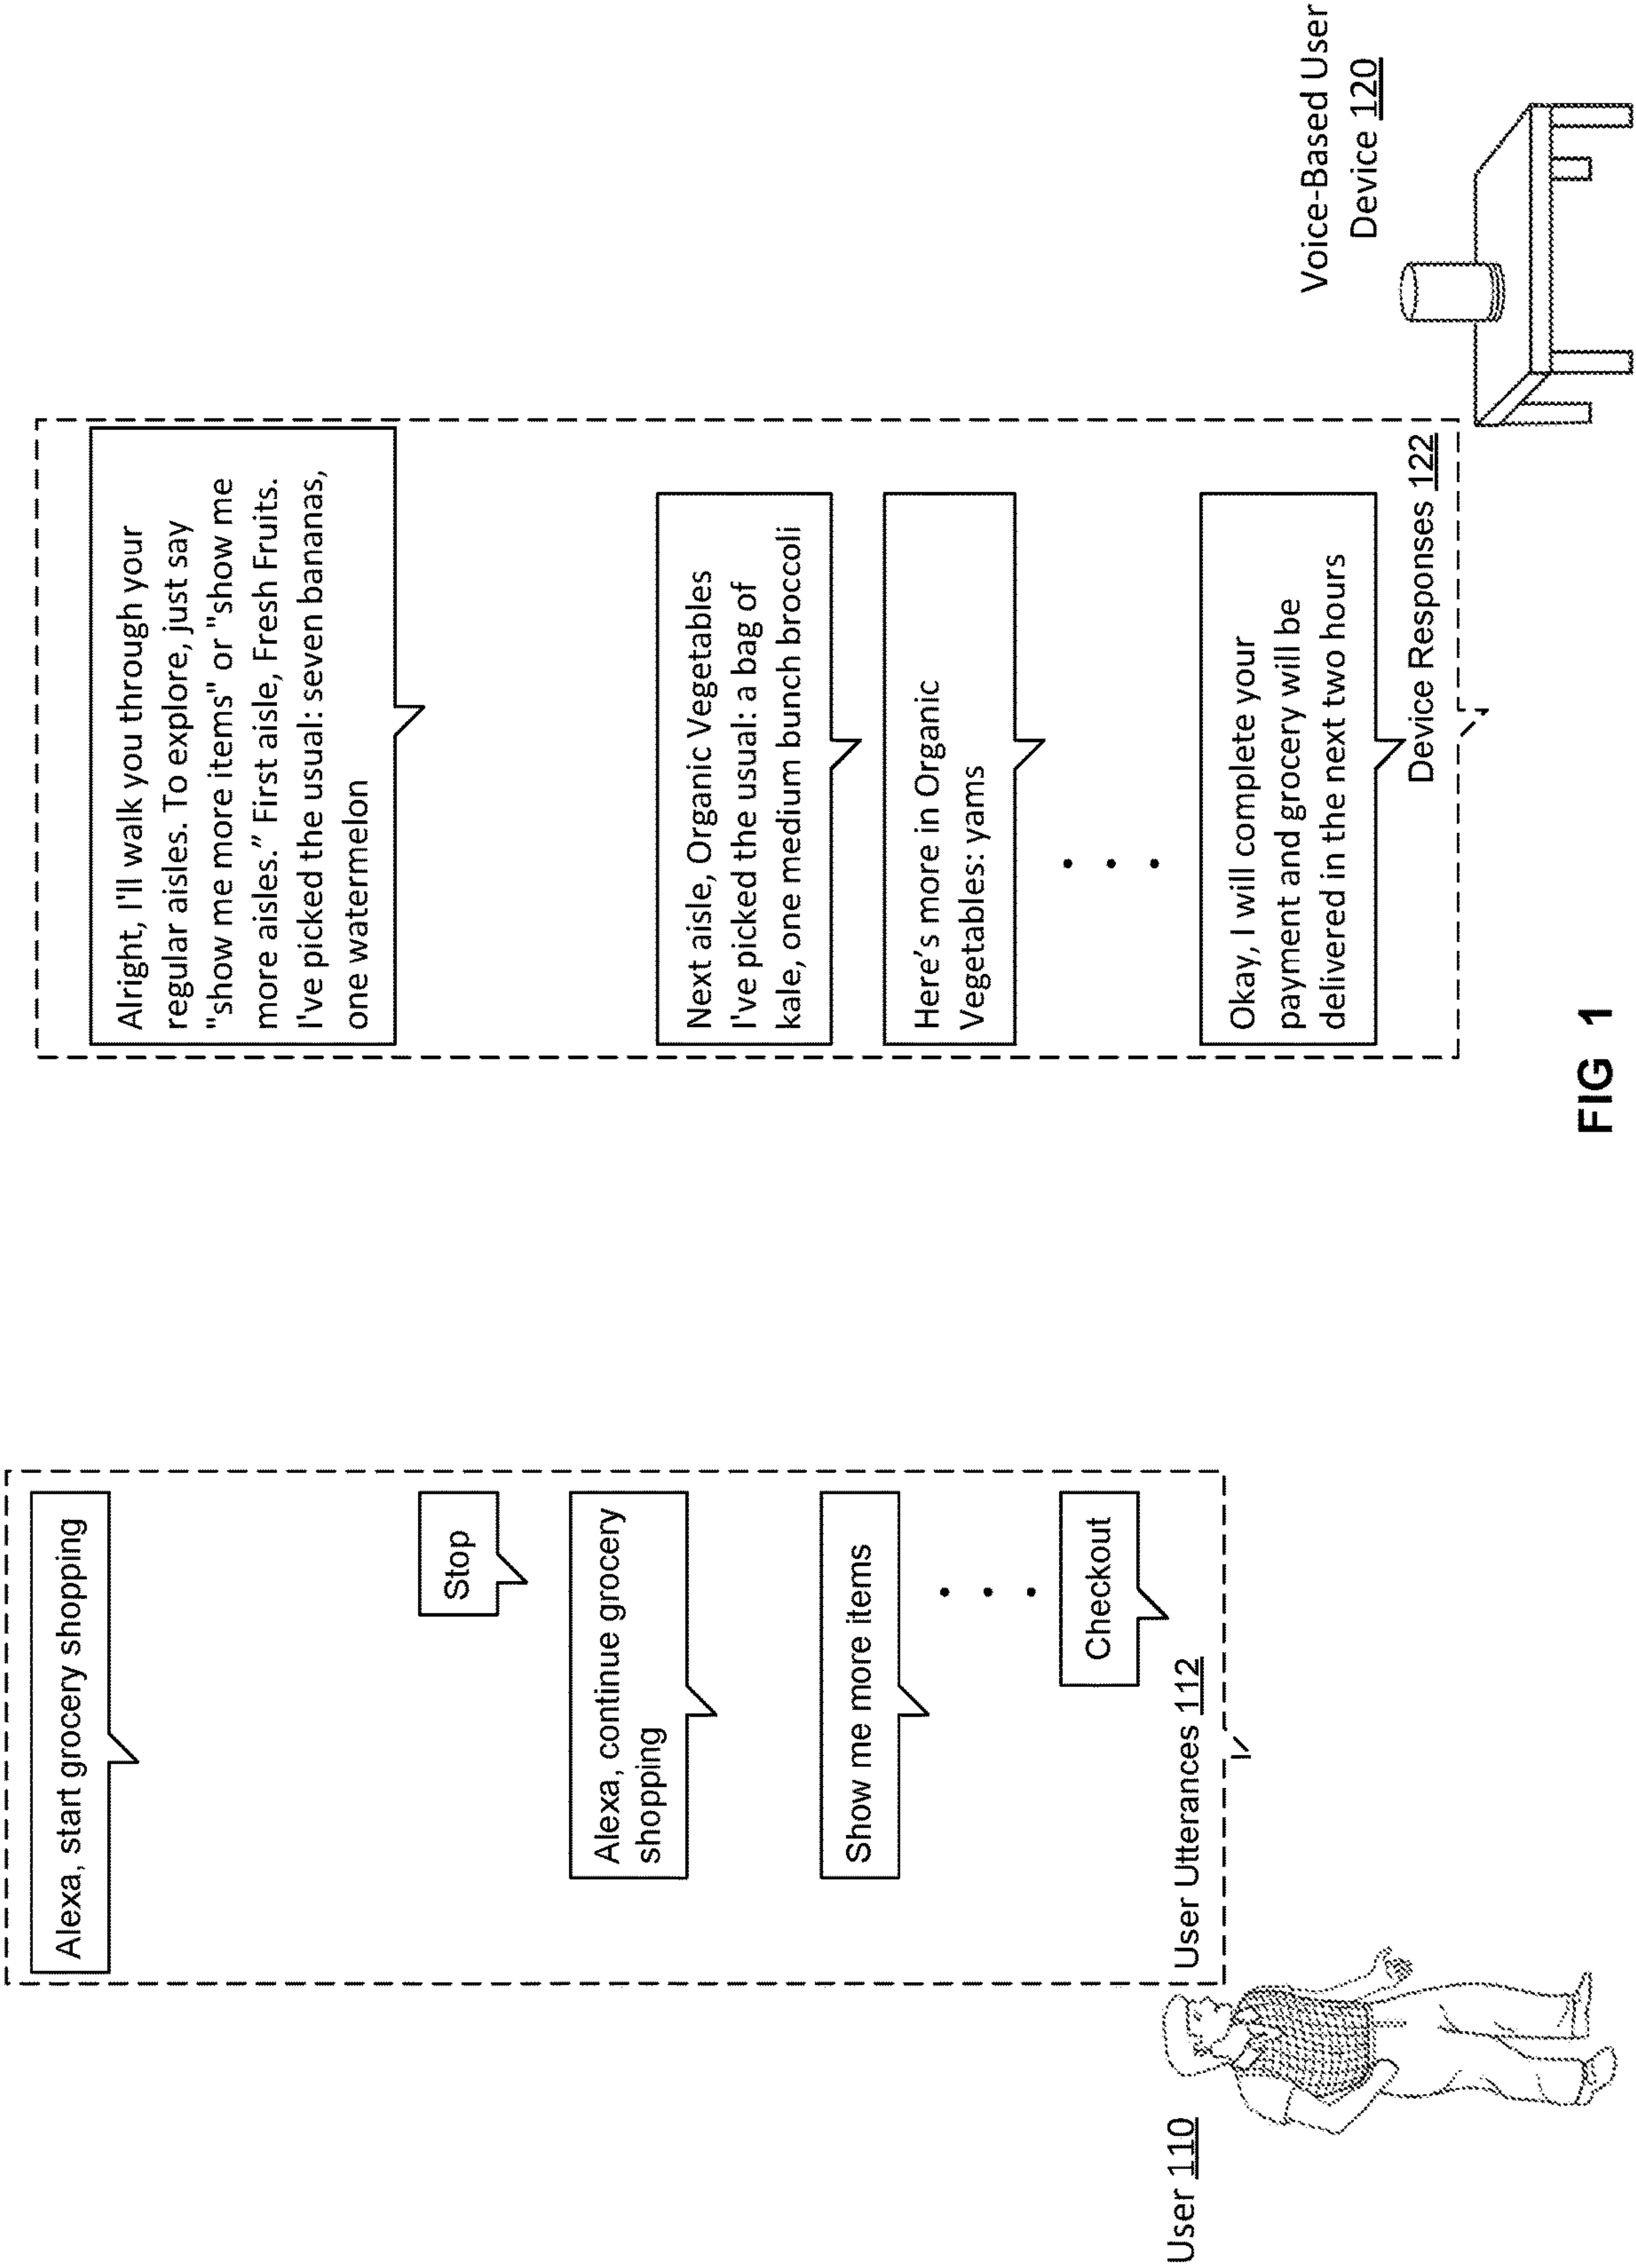 Alexa, start grocery shopping
Stop
Alexa, continue grocery
shopping
Show me more items
Checkout
User Utterances 112
User 110
Alright, I'll walk you through your
regular aisles. To explore, just say
"show me more items" or "show me
more aisles.” First aisle, Fresh Fruits.
I've picked the usual: seven bananas,
one watermelon
Next aisle, Organic Vegetables
I've picked the usual: a bag of
kale, one medium bunch broccoli
Here’s more in Organic
Vegetables: yams
Okay, I will complete your
payment and grocery will be
delivered in the next two hours
Device Responses 122
Voice-Based User
Device 120
FIG 1